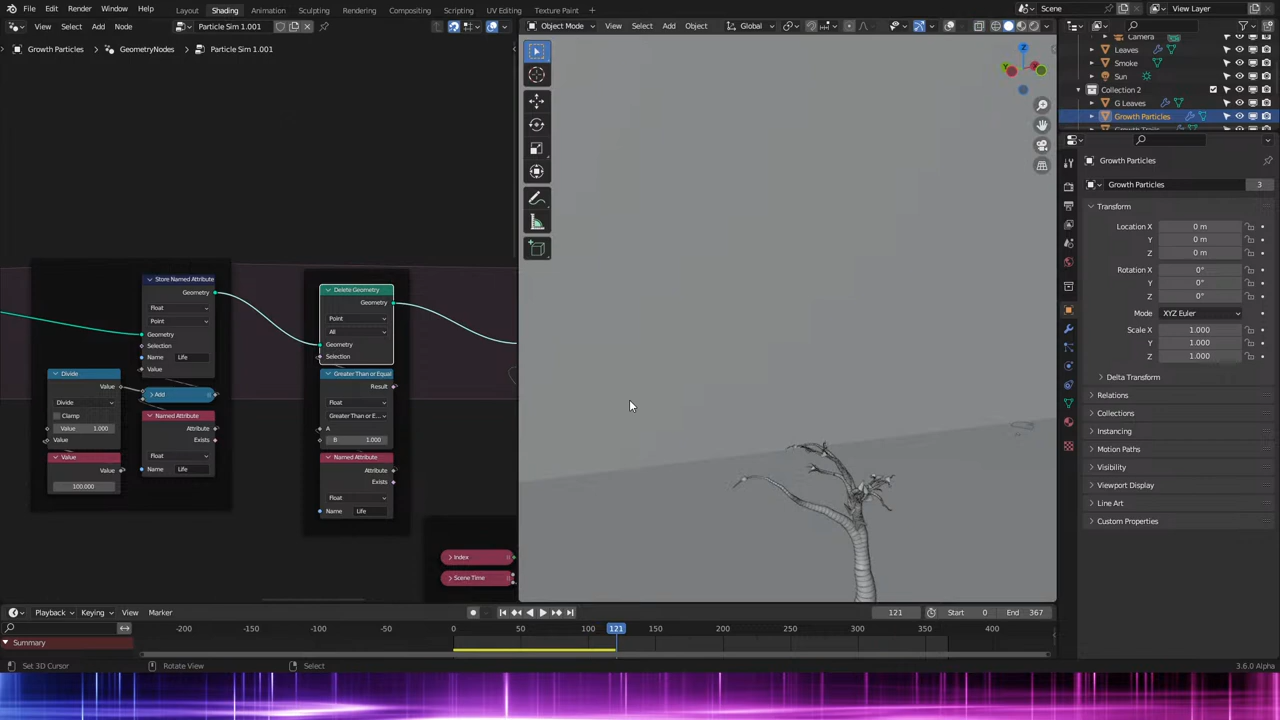 File Edit Render Window Help Layout Shading Animation Rendering Compositing Scripting UV Editing Texture Paint Scene View Layer
View Select Add Node Particle Sim 1.001 Object Mode View Select Add Object Global
Growth Particles GeometryNodes Particle Sim 1.001
Camera
Leaves
Smoke
Sun
Collection 2
G Leaves
Growth Particles
Growth Trails
Growth Particles
Growth Particles 3
Transform
Location X 0 m
Y 0 m
Z 0 m
Rotation X 0°
Y 0°
Z 0°
Mode XYZ Euler
Scale X 1.000
Y 1.000
Z 1.000
Delta Transform
Relations
Collections
Instancing
Motion Paths
Visibility
Viewport Display
Line Art
Custom Properties
Store Named Attribute
Geometry
Float
Point
Geometry
Selection
Name Life
Value
Divide
Value
Divide
Clamp
Value 1.000
Value
Value
Value
100.000
Add
Named Attribute
Attribute
Exists
Float
Name Life
Delete Geometry
Geometry
Point
All
Geometry
Selection
Greater Than or Equal
Result
Float
Greater Than or E...
A
B 1.000
Named Attribute
Attribute
Exists
Float
Name Life
Index
Scene Time
Z
Playback Keying View Marker 121 Start 0 End 367
-200 -150 -100 -50 0 50 121 150 200 250 300 350 400
Summary
Set 3D Cursor Rotate View Select 3.6.0 Alpha